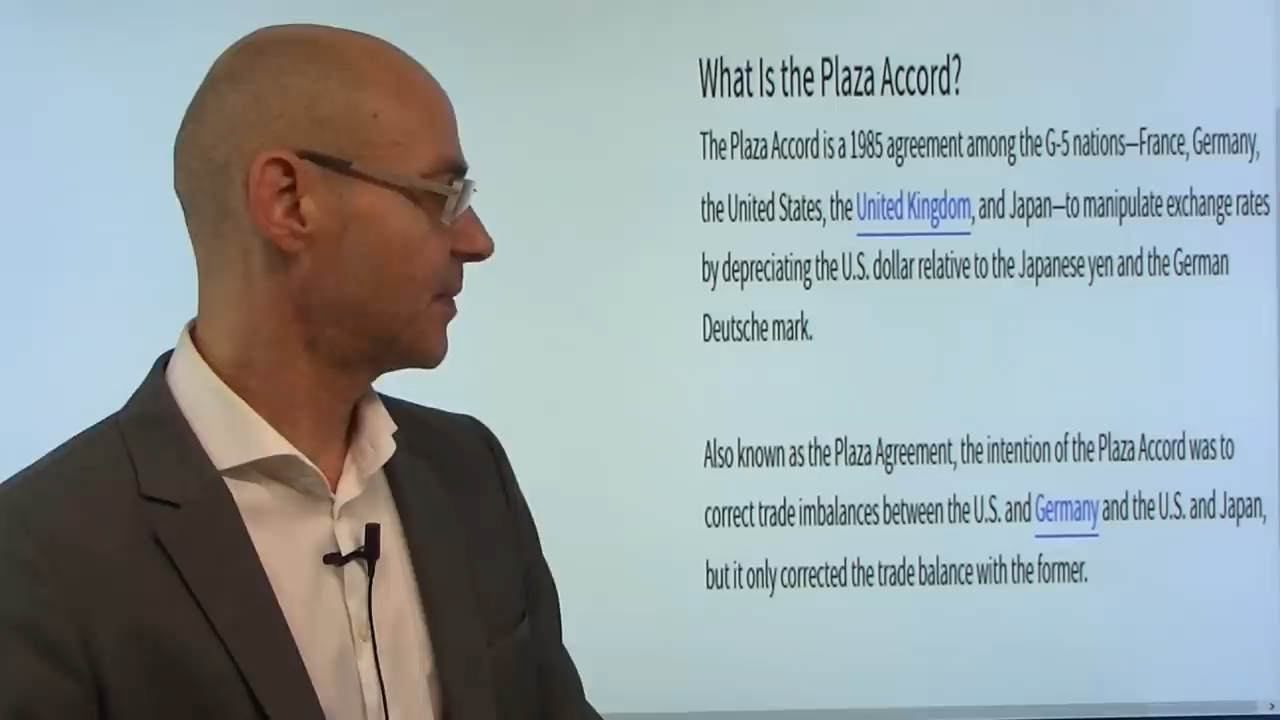 What Is the Plaza Accord?
The Plaza Accord is a 1985 agreement among the G-5 nations—France, Germany,
the United States, the United Kingdom, and Japan—to manipulate exchange rates
by depreciating the U.S. dollar relative to the Japanese yen and the German
Deutsche mark.
Also known as the Plaza Agreement, the intention of the Plaza Accord was to
correct trade imbalances between the U.S. and Germany and the U.S. and Japan,
but it only corrected the trade balance with the former.